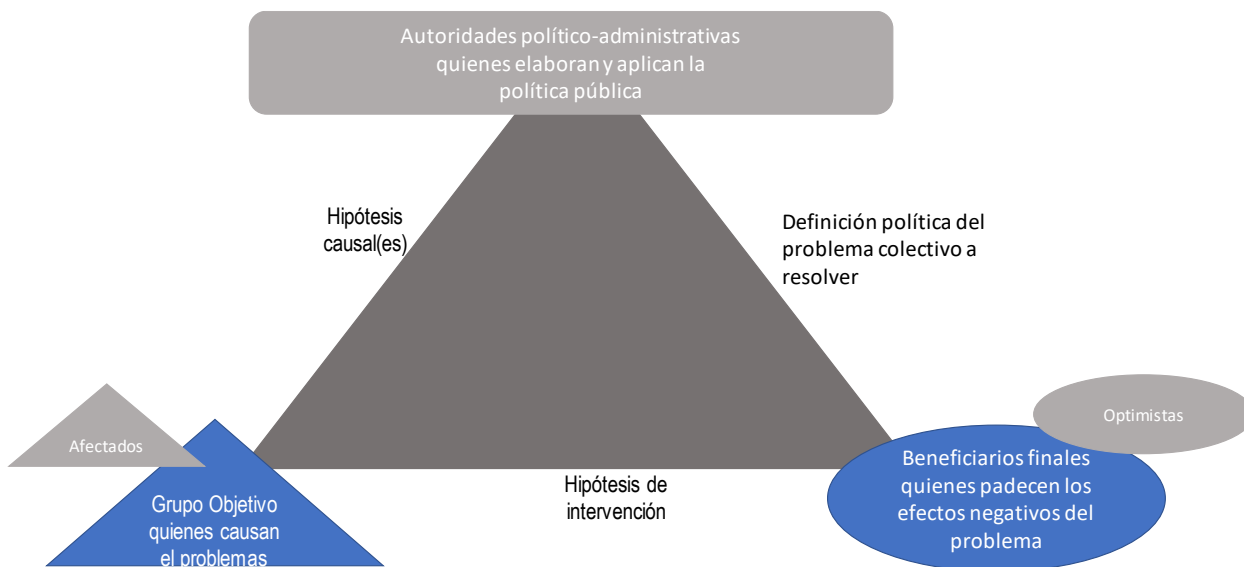 Autoridades político-administrativas
quienes elaboran y aplican la
política pública
Hipótesis
causal(es)
Definición política del
problema colectivo a
resolver
Afectados
Optimistas
Grupo Objetivo
quienes causan
el problemas
Hipótesis de
intervención
Beneficiarios finales
quienes padecen los
efectos negativos del
problema